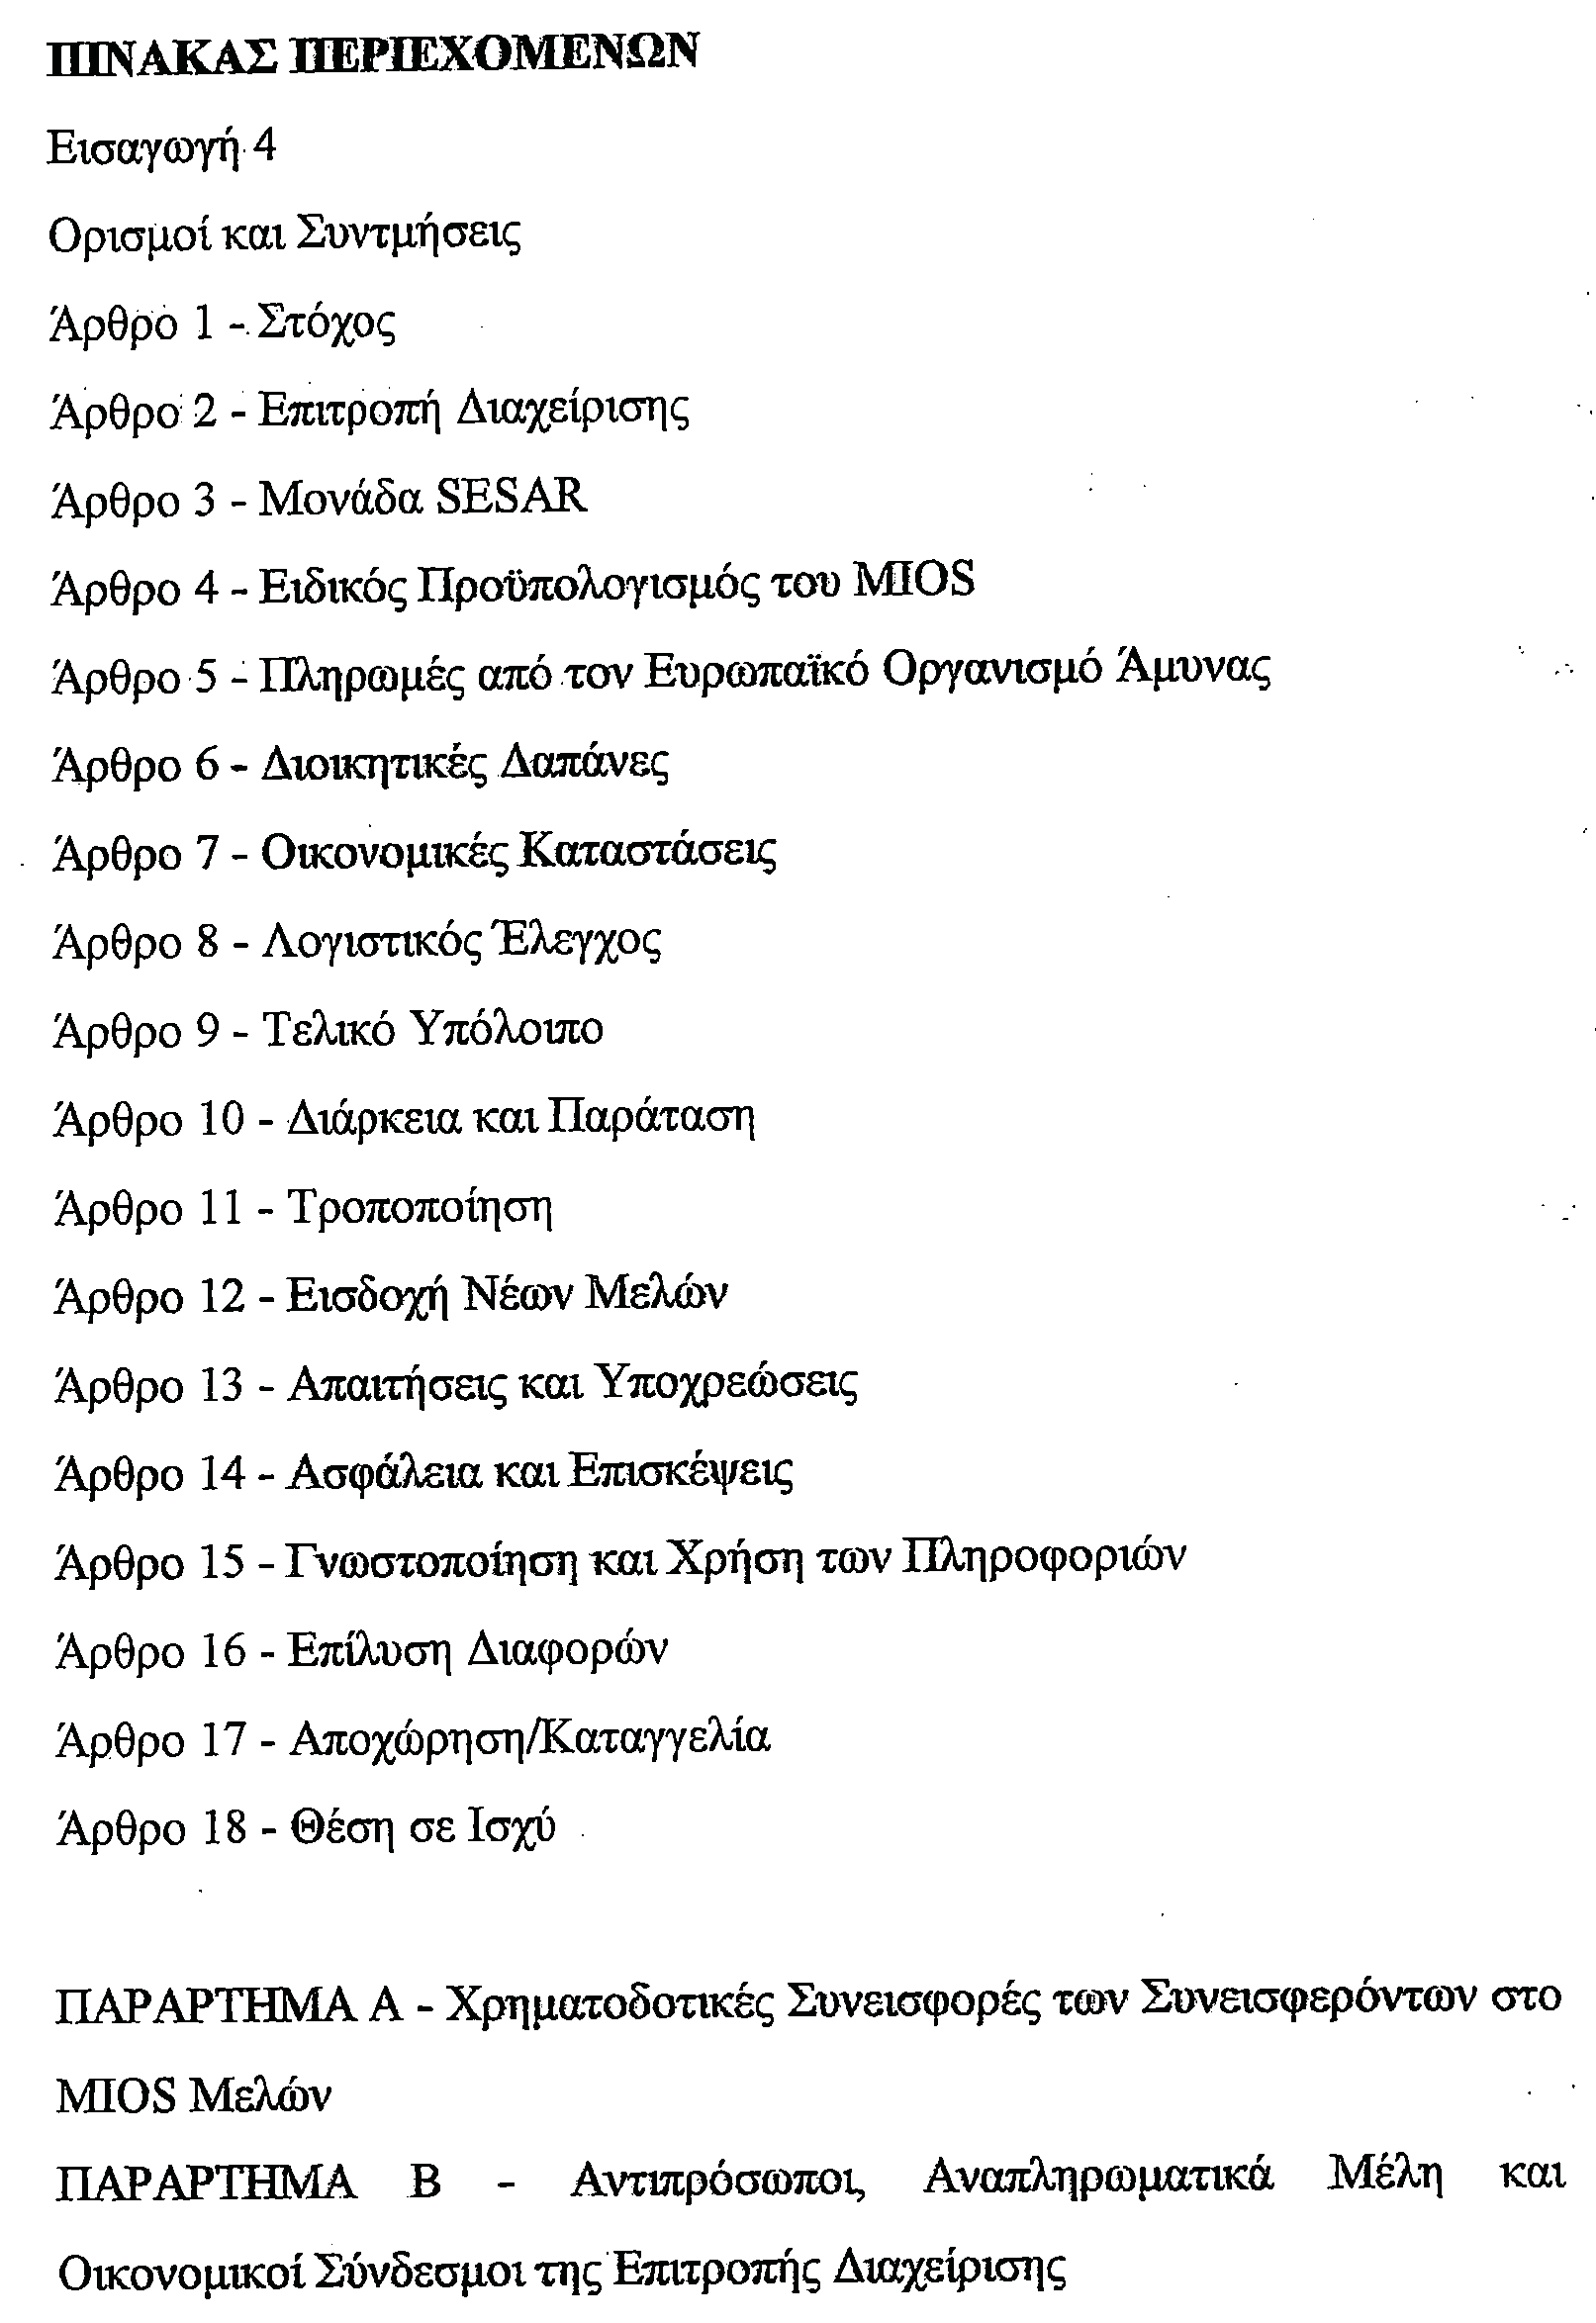 ΠΙΝΑΚΑΣ ΠΕΡΙΕΧΟΜΕΝΩΝ
Εισαγωγή 4
Ορισμοί και Συντμήσεις
Άρθρο 1 - Στόχος
Άρθρο 2 - Επιτροπή Διαχείρισης
Άρθρο 3 - Μονάδα SESAR
Άρθρο 4 - Ειδικός Προϋπολογισμός του MIOS
Άρθρο 5 - Πληρωμές από τον Ευρωπαϊκό Οργανισμό Άμυνας
Άρθρο 6 - Διοικητικές Δαπάνες
Άρθρο 7 - Οικονομικές Καταστάσεις
Άρθρο 8 - Λογιστικός Έλεγχος
Άρθρο 9 - Τελικό Υπόλοιπο
Άρθρο 10 - Διάρκεια και Παράταση
Άρθρο 11 - Τροποποίηση
Άρθρο 12 - Εισδοχή Νέων Μελών
Άρθρο 13 - Απαιτήσεις και Υποχρεώσεις
Άρθρο 14 - Ασφάλεια και Επισκέψεις
Άρθρο 15 - Γνωστοποίηση και Χρήση των Πληροφοριών
Άρθρο 16 - Επίλυση Διαφορών
Άρθρο 17 - Αποχώρηση/Καταγγελία
Άρθρο 18 - Θέση σε Ισχύ
ΠΑΡΑΡΤΗΜΑ Α - Χρηματοδοτικές Συνεισφορές των Συνεισφερόντων στο
MIOS Μελών
ΠΑΡΑΡΤΗΜΑ Β - Αντιπρόσωποι, Αναπληρωματικά Μέλη και
Οικονομικοί Σύνδεσμοι της Επιτροπής Διαχείρισης